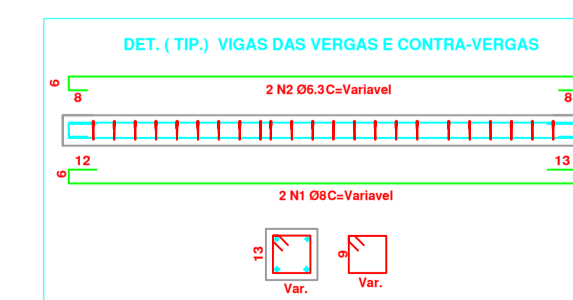 DET. ( TIP.) VIGAS DAS VERGAS E CONTRA-VERGAS
6
2 N2 Ø6.3C=Variavel
8
8
12
13
6
2 N1 Ø8C=Variavel
13
9
Var.
Var.